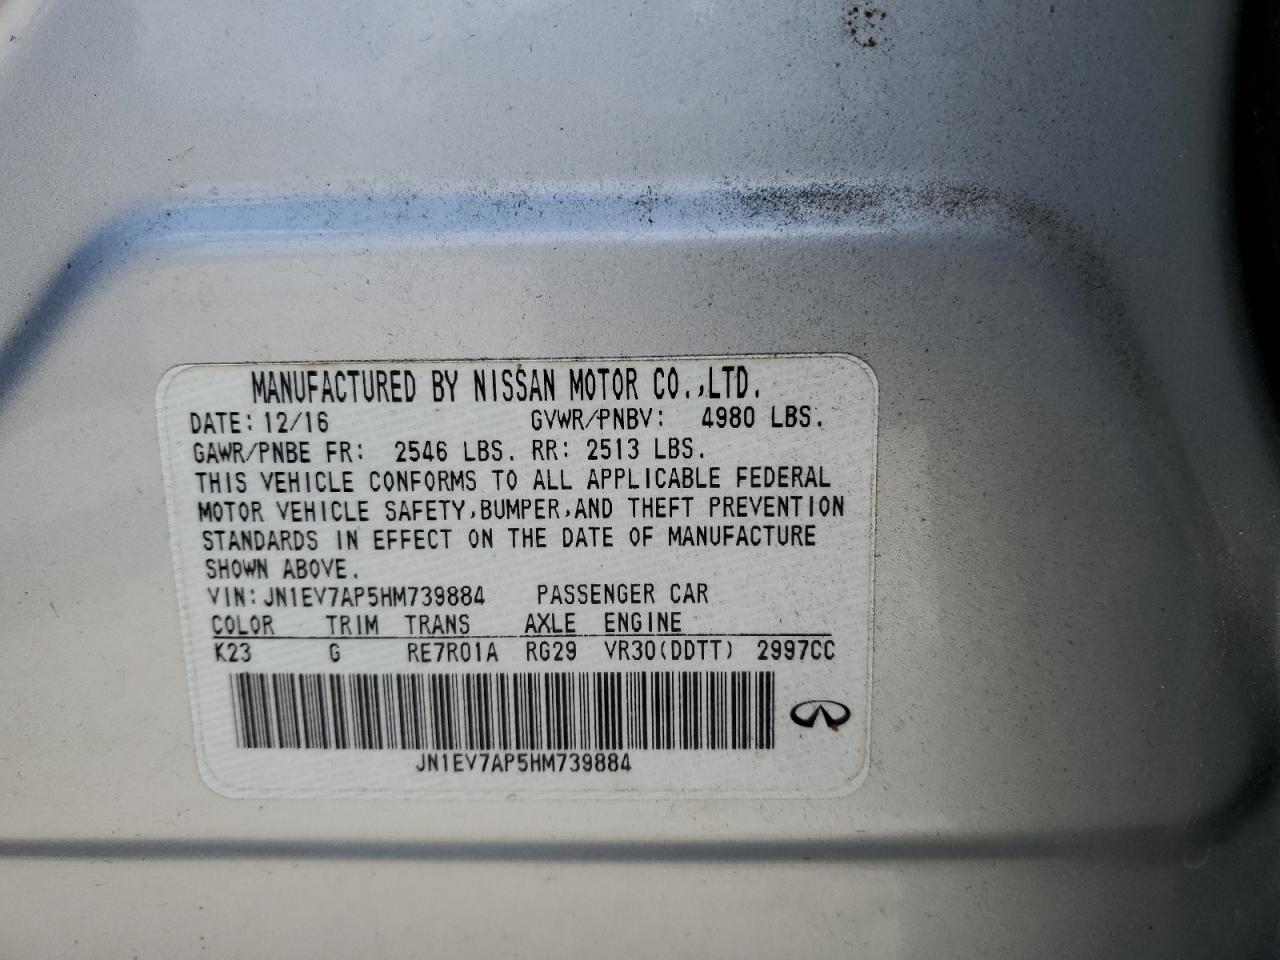 MANUFACTURED BY NISSAN MOTOR CO.,LTD.
DATE: 12/16 GVWR/PNBV: 4980 LBS.
GAWR/PNBE FR: 2546 LBS. RR: 2513 LBS.
THIS VEHICLE CONFORMS TO ALL APPLICABLE FEDERAL
MOTOR VEHICLE SAFETY,BUMPER,AND THEFT PREVENTION
STANDARDS IN EFFECT ON THE DATE OF MANUFACTURE
SHOWN ABOVE.
VIN: JN1EV7AP5HM739884 PASSENGER CAR
COLOR TRIM TRANS AXLE ENGINE
K23 G RE7R01A RG29 VR30(DDTT) 2997CC
JN1EV7AP5HM739884